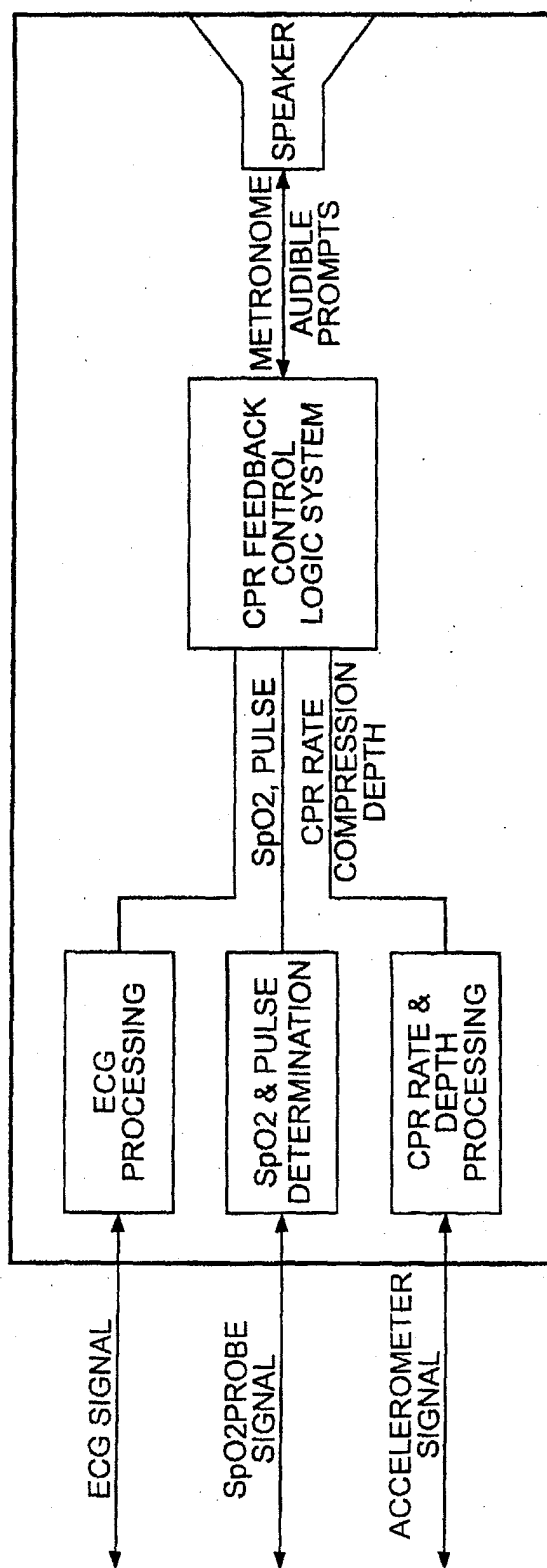 ECG SIGNAL
SpO2PROBE
SIGNAL
ACCELEROMETER
SIGNAL
ECG
PROCESSING
SpO2 & PULSE
DETERMINATION
CPR RATE &
DEPTH
PROCESSING
SpO2, PULSE
CPR RATE
COMPRESSION
DEPTH
CPR FEEDBACK
CONTROL
LOGIC SYSTEM
METRONOME
AUDIBLE
PROMPTS
SPEAKER